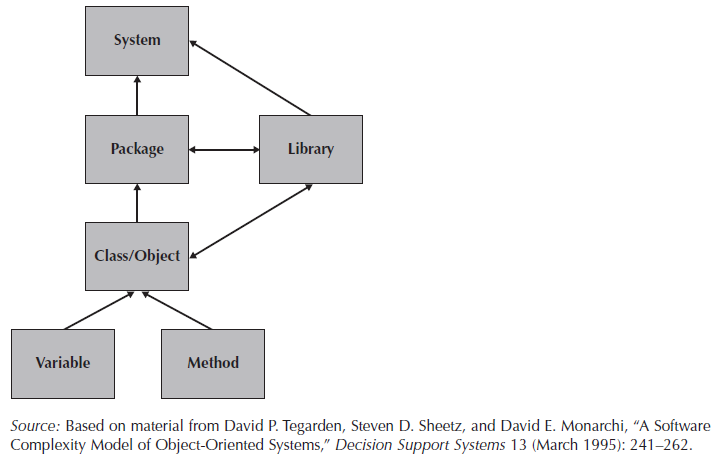 System
Package
Library
Class/Object
Variable
Method
Source: Based on material from David P. Tegarden, Steven D. Sheetz, and David E. Monarchi, “A Software
Complexity Model of Object-Oriented Systems,” Decision Support Systems 13 (March 1995): 241–262.